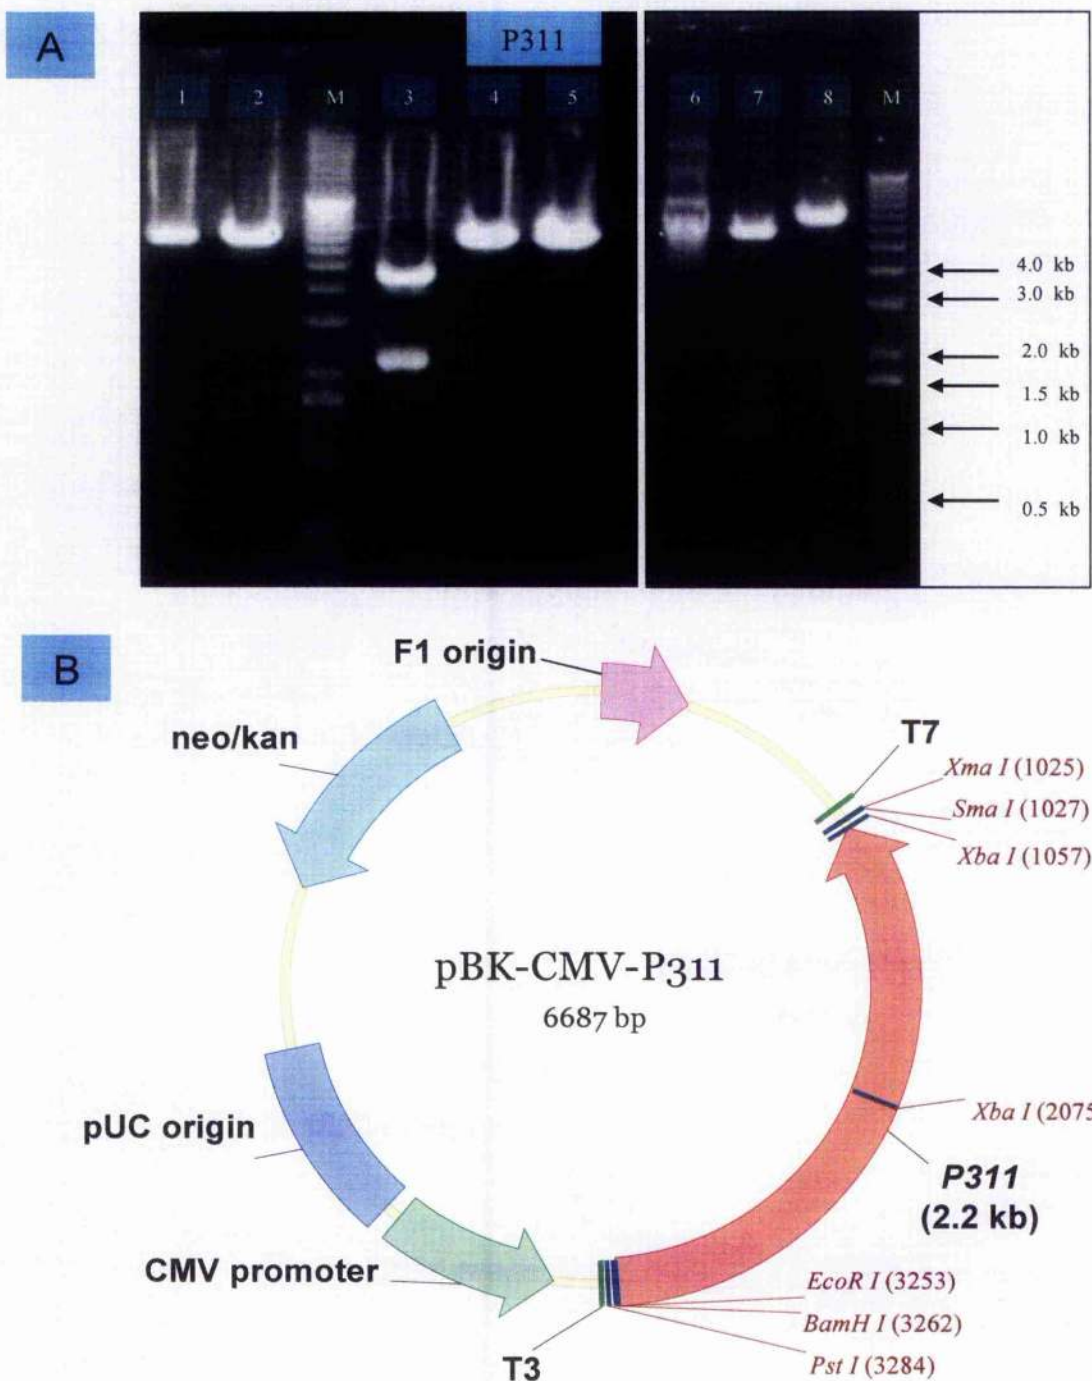 A
P311
1 2 M 3 4 5 6 7 8 M
4.0 kb
3.0 kb
2.0 kb
1.5 kb
1.0 kb
0.5 kb
B
F1 origin
neo/kan
T7
Xma I (1025)
Sma I (1027)
Xba I (1057)
pBK-CMV-P311
6687 bp
Xba I (2075
pUC origin
P311
(2.2 kb)
CMV promoter
EcoR I (3253)
BamH I (3262)
T3
Pst I (3284)